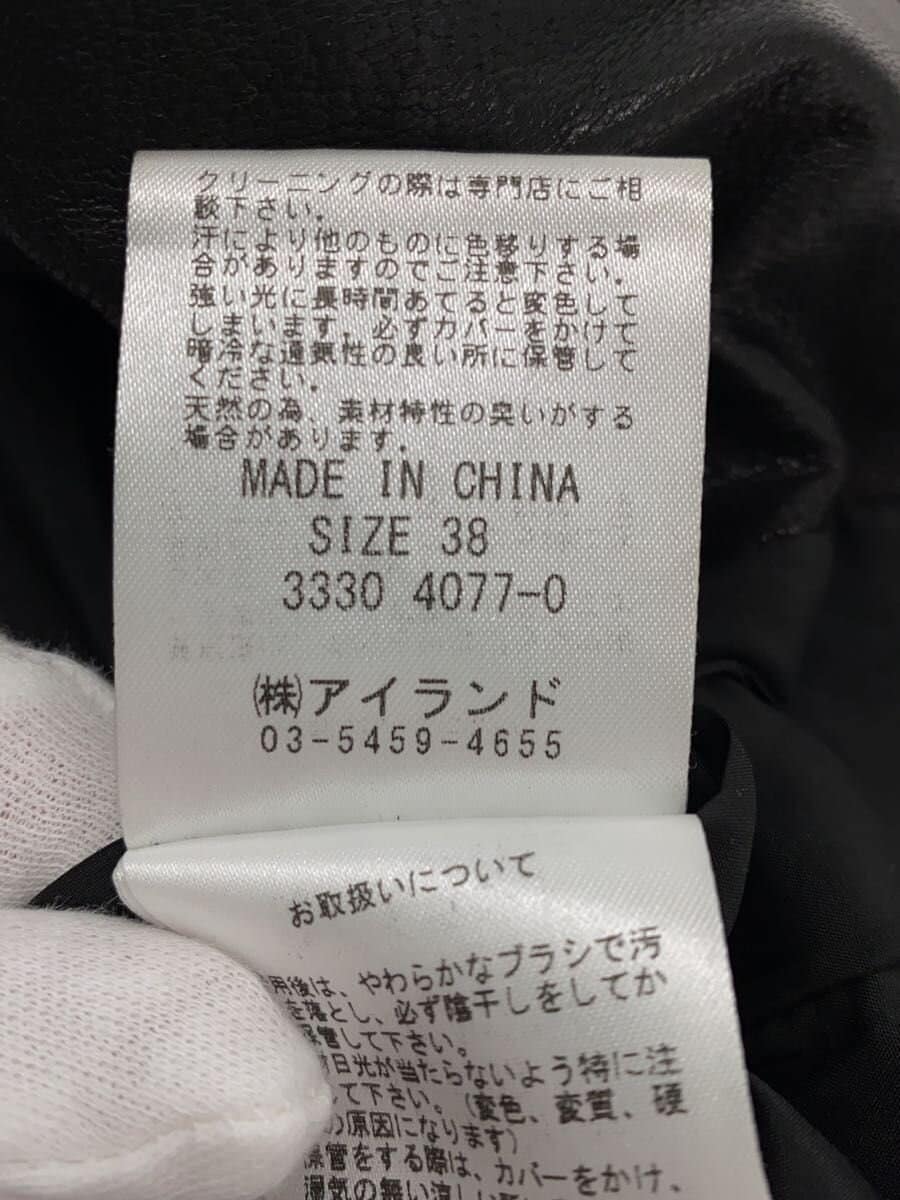 クリーニングの際は専門店にご相
談下さい.
汗により他のものに色移りする場
合がありますのでご注意下さい.
強い光に長時間あてると変色して
しまいます.必ずカバーをかけて
暗冷な通気性の良い所に保管して
ください.
天然の為、素材特性の臭いがする
場合があります.
MADE IN CHINA
SIZE 38
3330 4077-0
㈱アイランド
03-5459-4655
お取扱いについて
用後は、やわらかなブラシで汚
を落とし、必ず陰干しをしてか
保管して下さい。
日光が当たらないよう特に注
って下さい。(変色、変質、硬
の原因になります)
保管をする際は、カバーをかけ、
湿気の無い涼し